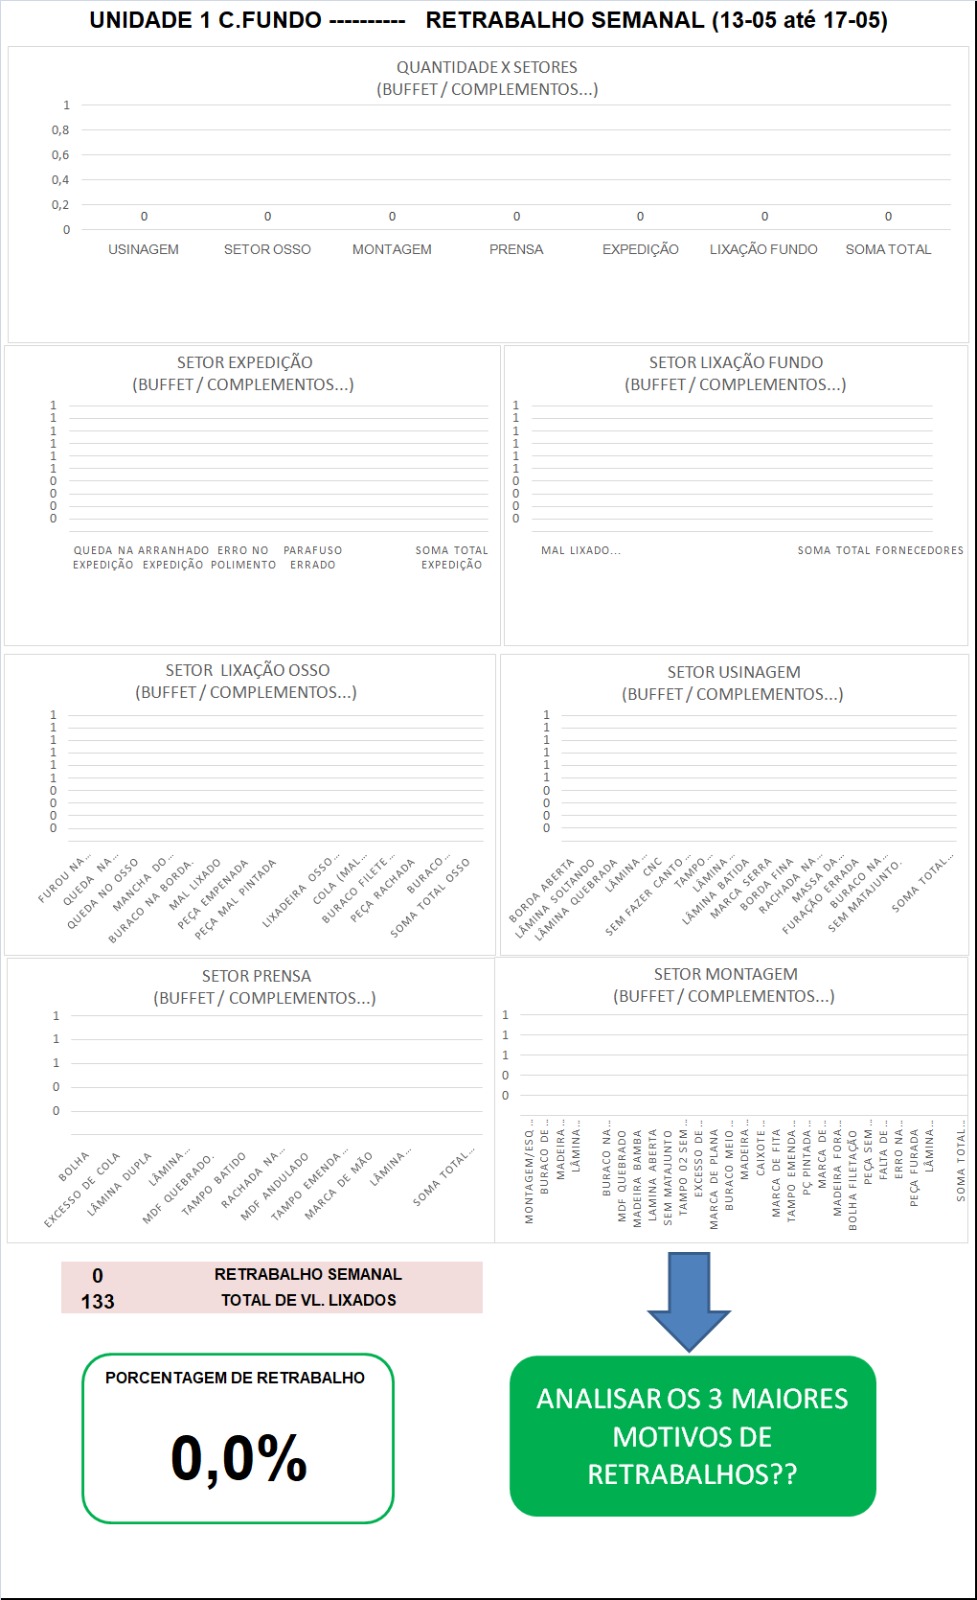 UNIDADE 1 C.FUNDO ---------- RETRABALHO SEMANAL (13-05 até 17-05)
QUANTIDADE X SETORES
(BUFFET / COMPLEMENTOS...)
1
0,8
0,6
0,4
0,2
0
0 0 0 0 0 0 0
USINAGEM SETOR OSSO MONTAGEM PRENSA EXPEDIÇÃO LIXAÇÃO FUNDO SOMA TOTAL
SETOR EXPEDIÇÃO
(BUFFET / COMPLEMENTOS...)
1
1
1
1
1
1
0
0
0
0
QUEDA NA EXPEDIÇÃO
ARRANHADO EXPEDIÇÃO
ERRO NO POLIMENTO
PARAFUSO ERRADO
SOMA TOTAL EXPEDIÇÃO
SETOR LIXAÇÃO FUNDO
(BUFFET / COMPLEMENTOS...)
1
1
1
1
1
1
0
0
0
0
MAL LIXADO...
SOMA TOTAL FORNECEDORES
SETOR LIXAÇÃO OSSO
(BUFFET / COMPLEMENTOS...)
1
1
1
1
1
1
0
0
0
0
FUROU NA...
QUEDA NA...
QUEDA NO OSSO
MANCHA DO...
BURACO NA BORDA.
MAL LIXADO
PEÇA EMPENADA
PEÇA MAL PINTADA
LIXADEIRA OSSO...
COLA (MAL...
BURACO FILETE...
PEÇA RACHADA
BURACO...
SOMA TOTAL OSSO
SETOR USINAGEM
(BUFFET / COMPLEMENTOS...)
1
1
1
1
1
1
0
0
0
0
BORDA ABERTA
LÂMINA SOLTANDO
LÂMINA QUEBRADA
LÂMINA...
CNC
SEM FAZER CANTO...
TAMPO...
LÂMINA...
LÂMINA BATIDA
MARCA SERRA
BORDA FINA
RACHADA NA...
MASSA DA...
FURAÇÃO ERRADA
BURACO NA...
SEM MATAJUNTO.
SOMA TOTAL...
SETOR PRENSA
(BUFFET / COMPLEMENTOS...)
1
1
1
0
0
BOLHA
EXCESSO DE COLA
LÂMINA DUPLA
LÂMINA...
MDF QUEBRADO.
TAMPO BATIDO
RACHADA NA...
MDF ANDULADO
TAMPO EMENDA...
MARCA DE MÃO
LÂMINA...
SOMA TOTAL...
SETOR MONTAGEM
(BUFFET / COMPLEMENTOS...)
1
1
1
0
0
MONTAGEM/ESQ...
BURACO DE...
MADEIRA...
LÂMINA...
BURACO NA...
MDF QUEBRADO
MADEIRA BAMBA
LAMINA ABERTA
SEM MATAJUNTO
TAMPO 02 SEM...
EXCESSO DE...
MARCA DE PLANA
BURACO MEIO...
MADEIRA...
CAIXOTE...
MARCA DE FITA
TAMPO EMENDA...
PÇ PINTADA...
MARCA DE...
MADEIRA FORA...
BOLHA FILETAÇÃO
PEÇA SEM...
FALTA DE...
ERRO NA...
PEÇA FURADA
LÂMINA...
SOMA TOTAL...
0 RETRABALHO SEMANAL
133 TOTAL DE VL. LIXADOS
PORCENTAGEM DE RETRABALHO
0,0%
ANALISAR OS 3 MAIORES
MOTIVOS DE
RETRABALHOS??